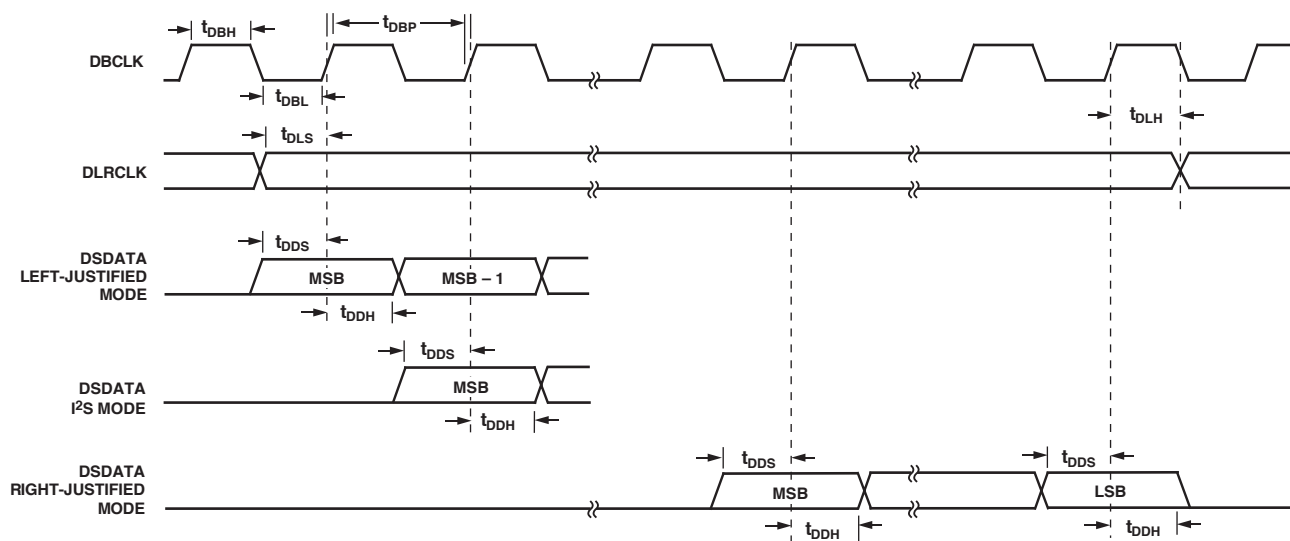 tDBH
tDBP
DBCLK
tDBL
tDLH
tDLS
DLRCLK
tDDS
DSDATA
LEFT-JUSTIFIED
MODE
MSB
MSB – 1
tDDH
tDDS
DSDATA
I²S MODE
MSB
tDDH
DSDATA
RIGHT-JUSTIFIED
MODE
tDDS
tDDS
MSB
LSB
tDDH
tDDH